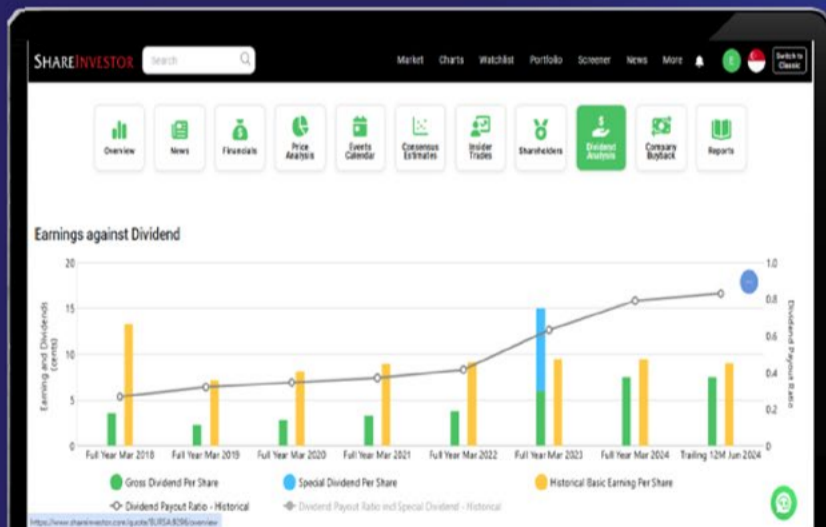 SHAREINVESTOR
Search
Market Charts Watchlist Portfolio Screener News More
E
Switch to
Classic
Overview
News
Financials
Price
Analysis
Events
Calendar
Consensus
Estimates
Insider
Trades
Shareholders
Dividend
Analysis
Company
Buyback
Reports
Earnings against Dividend
Earning and Dividends
(cents)
20
15
10
5
0
1.0
0.8
0.6
0.4
0.2
0
Dividend Payout Ratio
Full Year Mar 2018 Full Year Mar 2019 Full Year Mar 2020 Full Year Mar 2021 Full Year Mar 2022 Full Year Mar 2023 Full Year Mar 2024 Trailing 12M Jun 2024
Gross Dividend Per Share Special Dividend Per Share Historical Basic Earning Per Share
Dividend Payout Ratio - Historical Dividend Payout Ratio incl Special Dividend - Historical